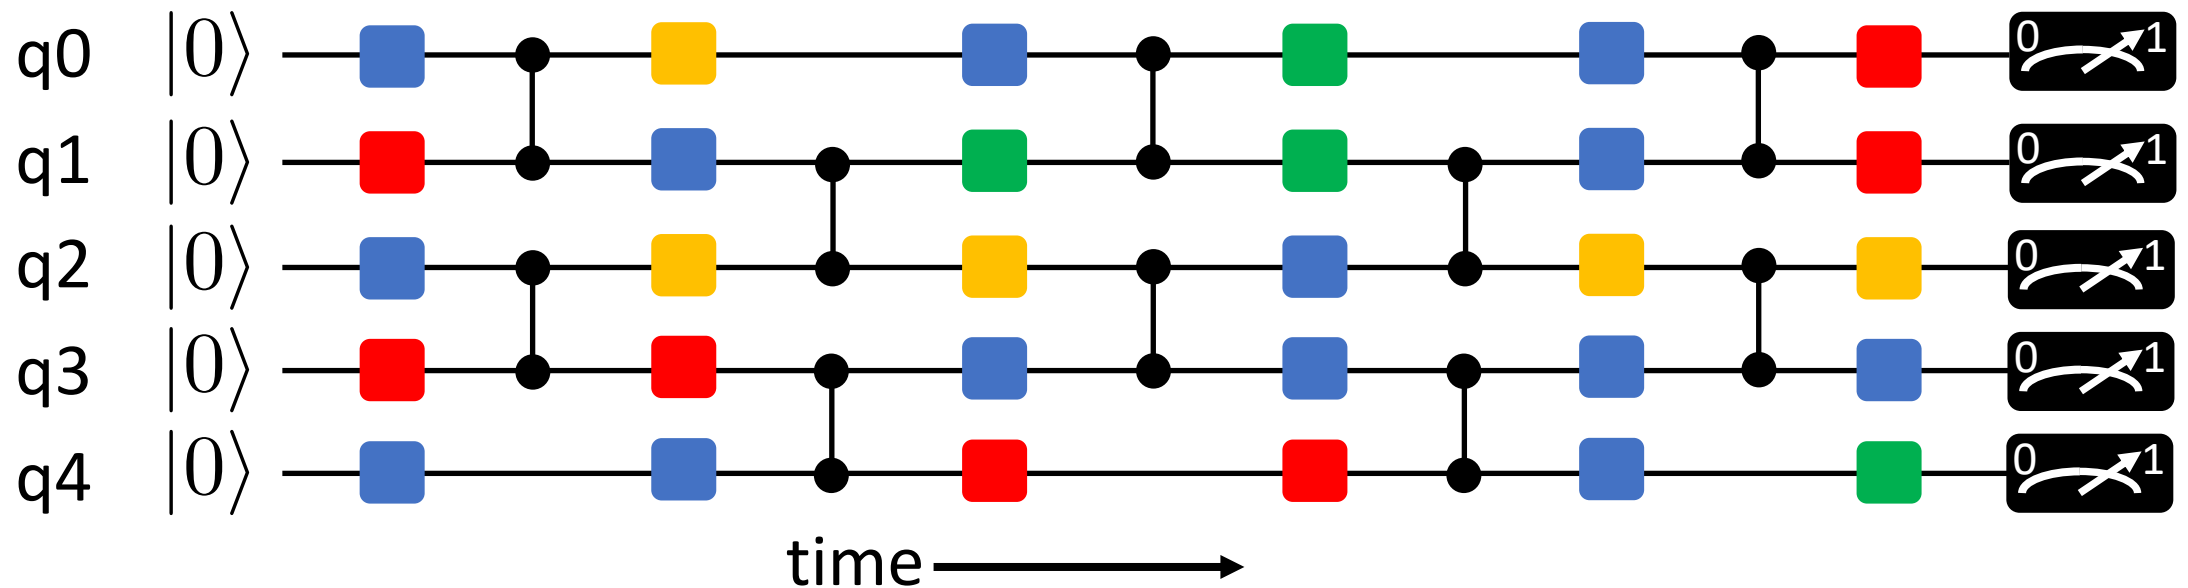 q0 |0⟩ 0 1
q1 |0⟩ 0 1
q2 |0⟩ 0 1
q3 |0⟩ 0 1
q4 |0⟩ 0 1
time